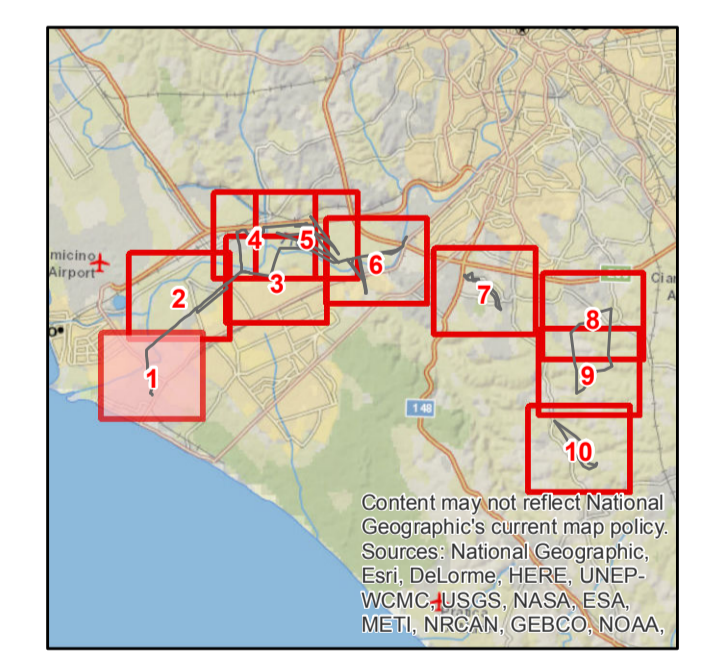 micino
Airport
o
4
5
6
3
2
7
Cia
A
8
1
9
148
10
Content may not reflect National
Geographic's current map policy.
Sources: National Geographic,
Esri, DeLorme, HERE, UNEP-
WCMC, USGS, NASA, ESA,
METI, NRCAN, GEBCO, NOAA,